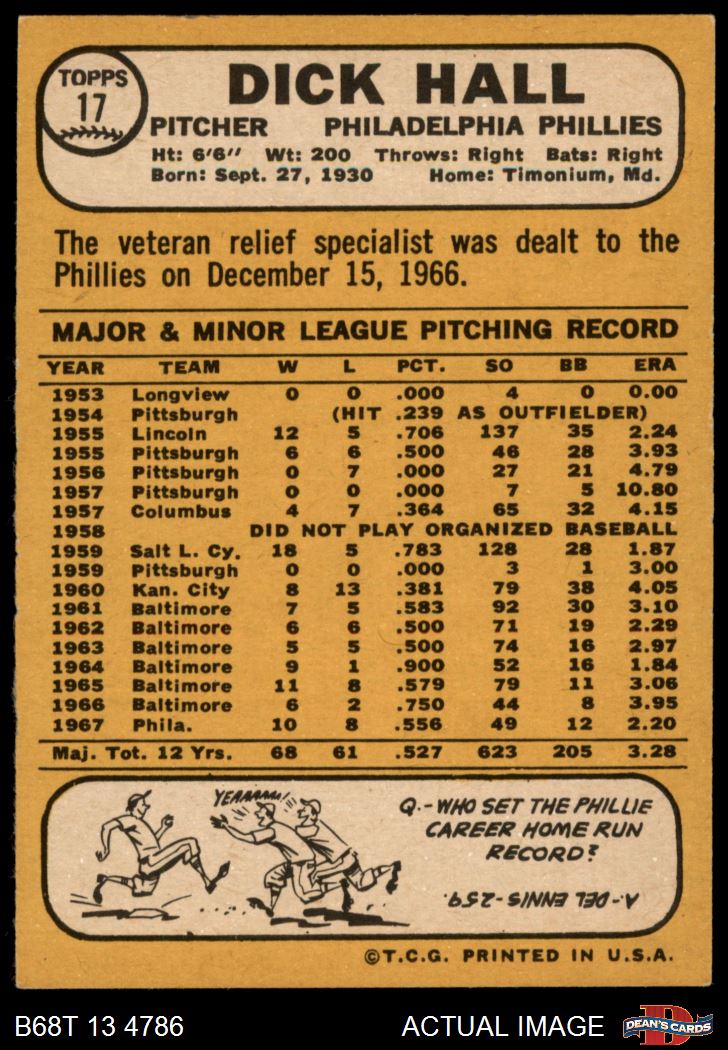 TOPPS
17
DICK HALL
PITCHER PHILADELPHIA PHILLIES
Ht: 6'6" Wt: 200 Throws: Right Bats: Right
Born: Sept. 27, 1930 Home: Timonium, Md.
The veteran relief specialist was dealt to the
Phillies on December 15, 1966.
MAJOR & MINOR LEAGUE PITCHING RECORD
YEAR TEAM W L PCT. SO BB ERA
1953 Longview 0 0 .000 4 0 0.00
1954 Pittsburgh (HIT .239 AS OUTFIELDER)
1955 Lincoln 12 5 .706 137 35 2.24
1955 Pittsburgh 6 6 .500 46 28 3.93
1956 Pittsburgh 0 7 .000 27 21 4.79
1957 Pittsburgh 0 0 .000 7 5 10.80
1957 Columbus 4 7 .364 65 32 4.15
1958 DID NOT PLAY ORGANIZED BASEBALL
1959 Salt L. Cy. 18 5 .783 128 28 1.87
1959 Pittsburgh 0 0 .000 3 1 3.00
1960 Kan. City 8 13 .381 79 38 4.05
1961 Baltimore 7 5 .583 92 30 3.10
1962 Baltimore 6 6 .500 71 19 2.29
1963 Baltimore 5 5 .500 74 16 2.97
1964 Baltimore 9 1 .900 52 16 1.84
1965 Baltimore 11 8 .579 79 11 3.06
1966 Baltimore 6 2 .750 44 8 3.95
1967 Phila. 10 8 .556 49 12 2.20
Maj. Tot. 12 Yrs. 68 61 .527 623 205 3.28
YEAAAAAA!
Q.-WHO SET THE PHILLIE
CAREER HOME RUN
RECORD?
A. DEL ENNIS-259.
©T.C.G. PRINTED IN U.S.A.
B68T 13 4786 ACTUAL IMAGE
D
DEAN'S CARDS